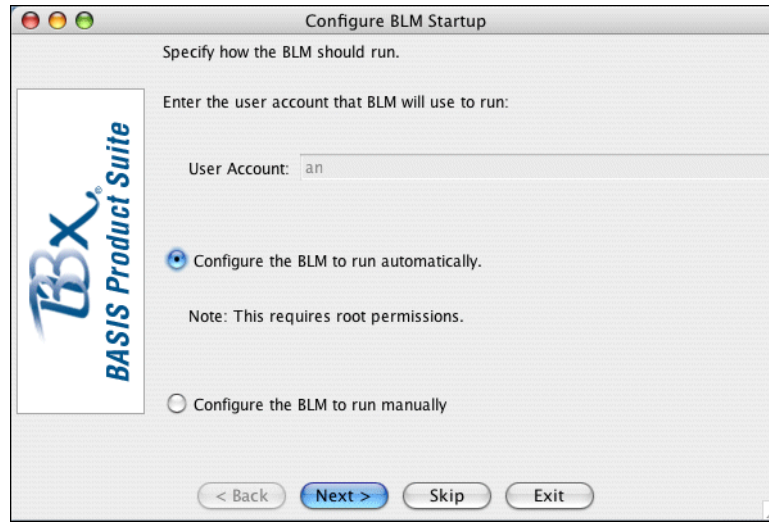 Configure BLM Startup
Specify how the BLM should run.
Enter the user account that BLM will use to run:
User Account: an
Configure the BLM to run automatically.
Note: This requires root permissions.
Configure the BLM to run manually
BBX®
BASIS Product Suite
< Back Next > Skip Exit